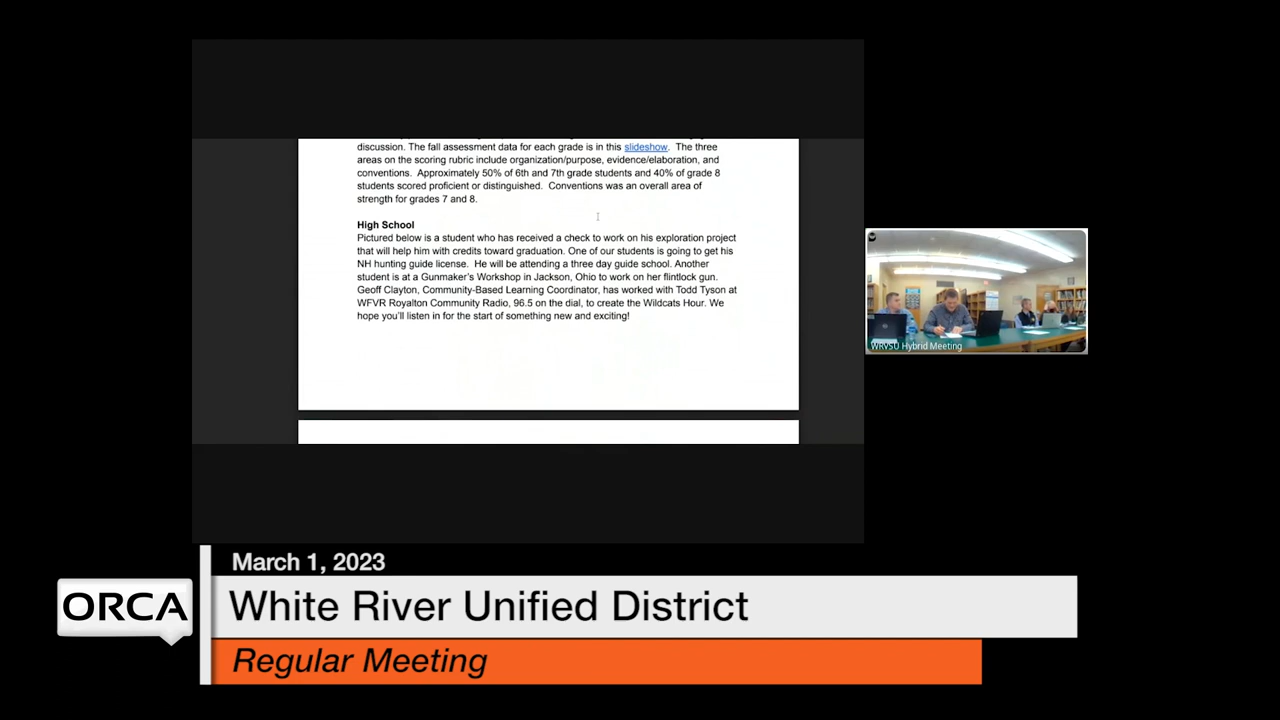 discussion. The fall assessment data for each grade is in this slideshow. The three
areas on the scoring rubric include organization/purpose, evidence/elaboration, and
conventions. Approximately 50% of 6th and 7th grade students and 40% of grade 8
students scored proficient or distinguished. Conventions was an overall area of
strength for grades 7 and 8.
High School
Pictured below is a student who has received a check to work on his exploration project
that will help him with credits toward graduation. One of our students is going to get his
NH hunting guide license. He will be attending a three day guide school. Another
student is at a Gunmaker's Workshop in Jackson, Ohio to work on her flintlock gun.
Geoff Clayton, Community-Based Learning Coordinator, has worked with Todd Tyson at
WFVR Royalton Community Radio, 96.5 on the dial, to create the Wildcats Hour. We
hope you'll listen in for the start of something new and exciting!
WRVSU Hybrid Meeting
March 1, 2023
ORCA
White River Unified District
Regular Meeting